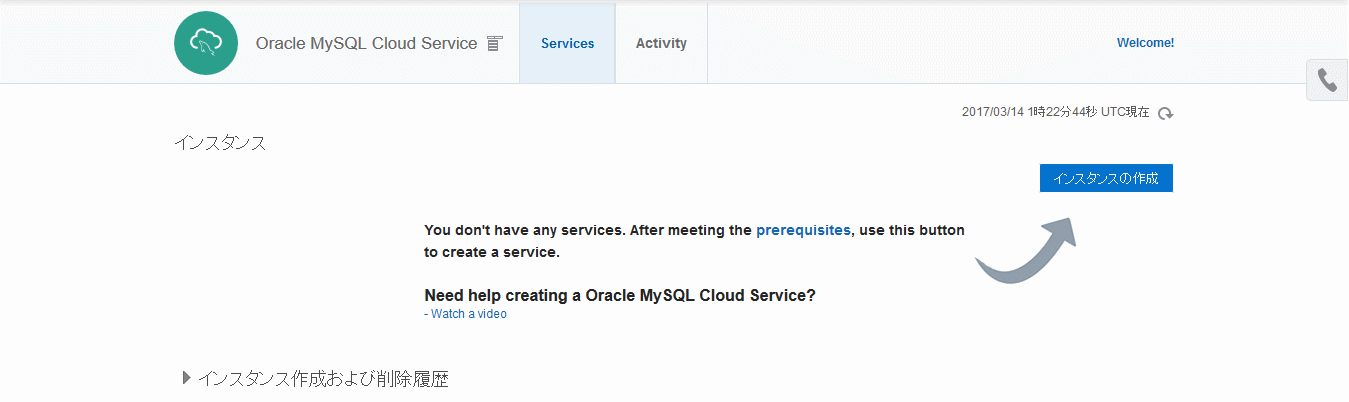 Oracle MySQL Cloud Service
Services
Activity
Welcome!
2017/03/14 1時22分44秒 UTC現在
インスタンス
インスタンスの作成
You don't have any services. After meeting the prerequisites, use this button
to create a service.
Need help creating a Oracle MySQL Cloud Service?
- Watch a video
インスタンス作成および削除履歴